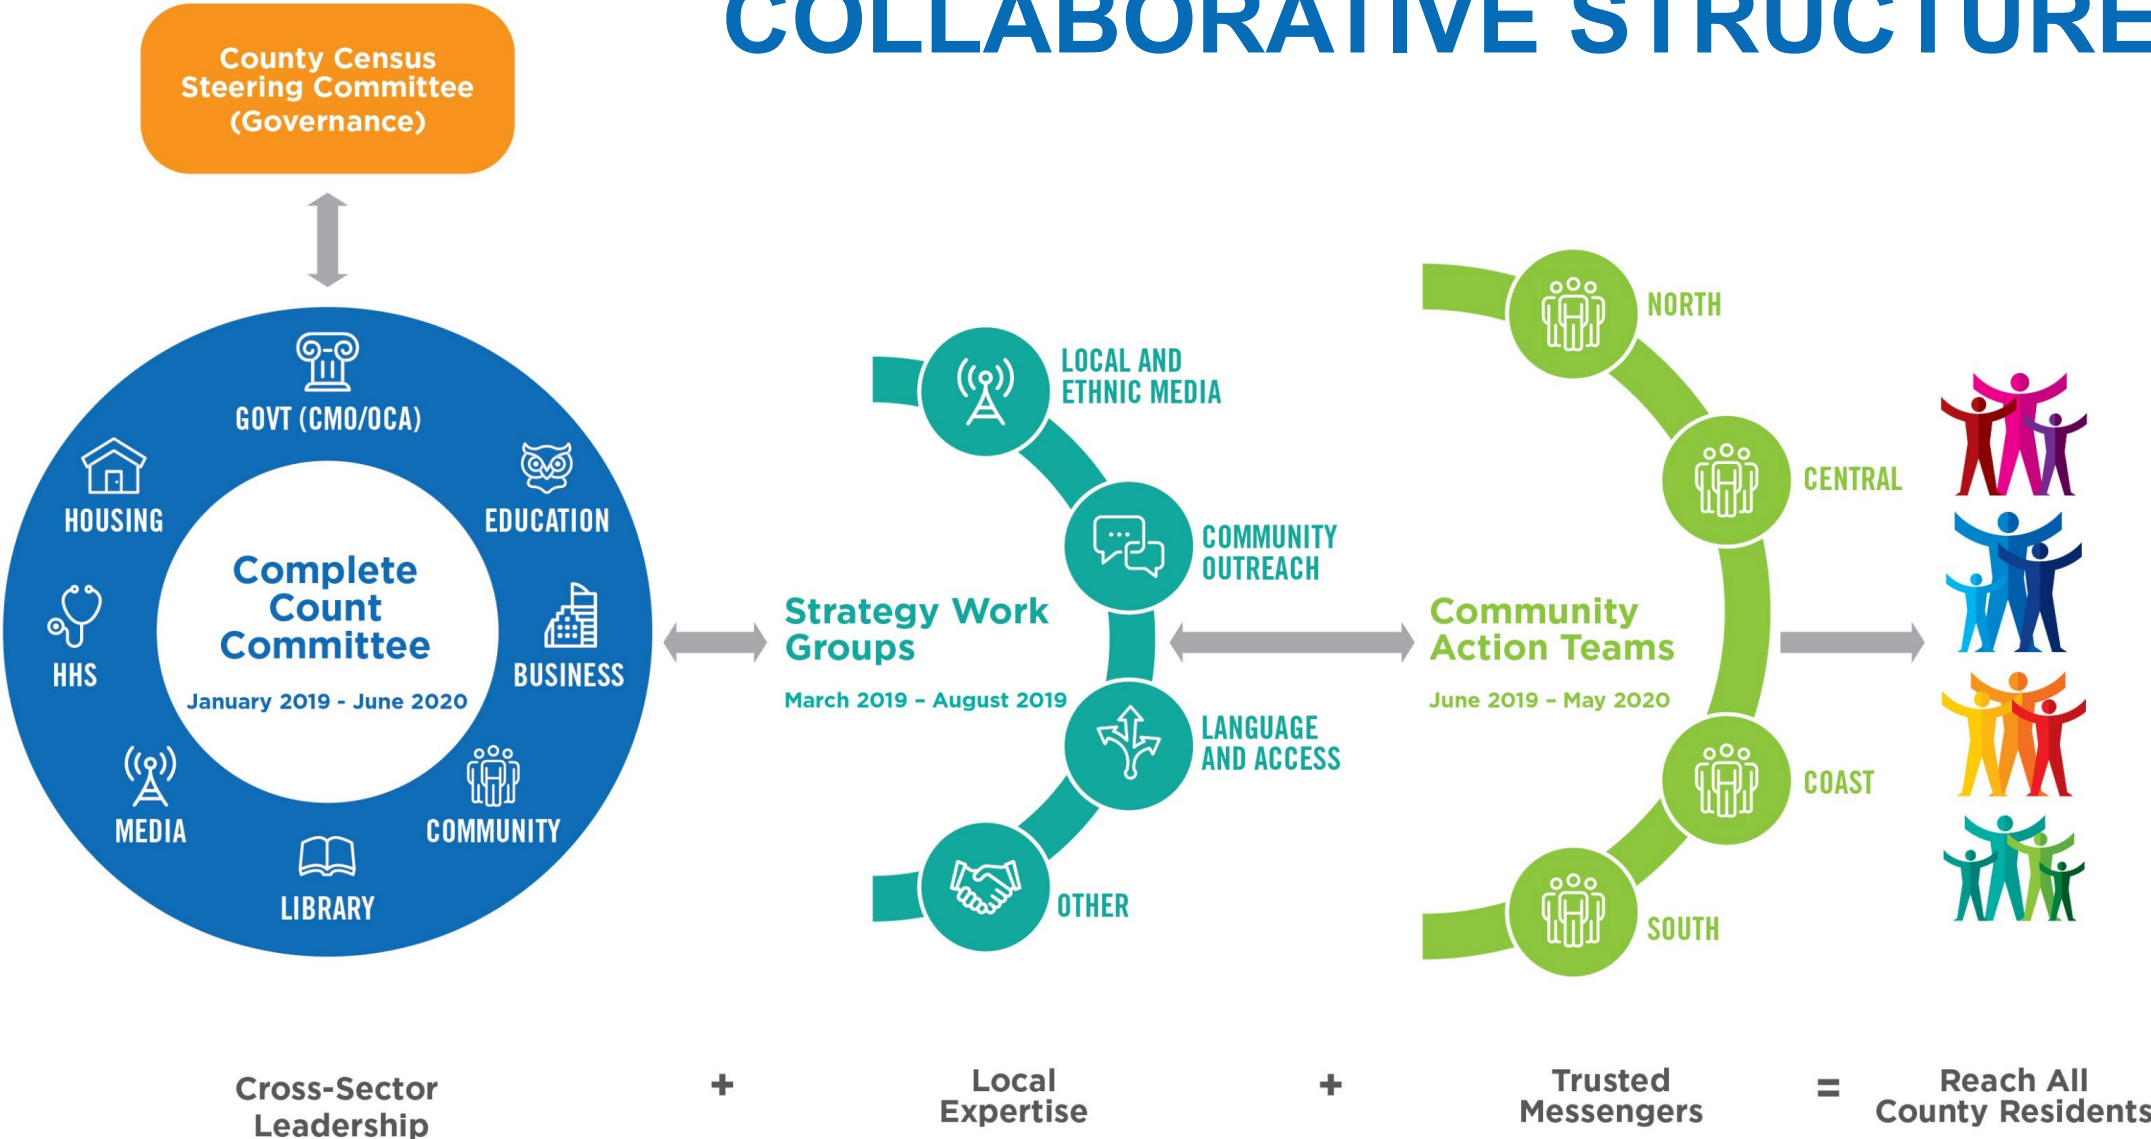 COLLABORATIVE STRUCTURE
County Census
Steering Committee
(Governance)
GOVT (CMO/OCA)
HOUSING
EDUCATION
HHS
BUSINESS
MEDIA
COMMUNITY
LIBRARY
Complete
Count
Committee
January 2019 - June 2020
Strategy Work
Groups
March 2019 – August 2019
LOCAL AND
ETHNIC MEDIA
COMMUNITY
OUTREACH
LANGUAGE
AND ACCESS
OTHER
Community
Action Teams
June 2019 – May 2020
NORTH
CENTRAL
COAST
SOUTH
Cross-Sector
Leadership
+
Local
Expertise
+
Trusted
Messengers
=
Reach All
County Residents